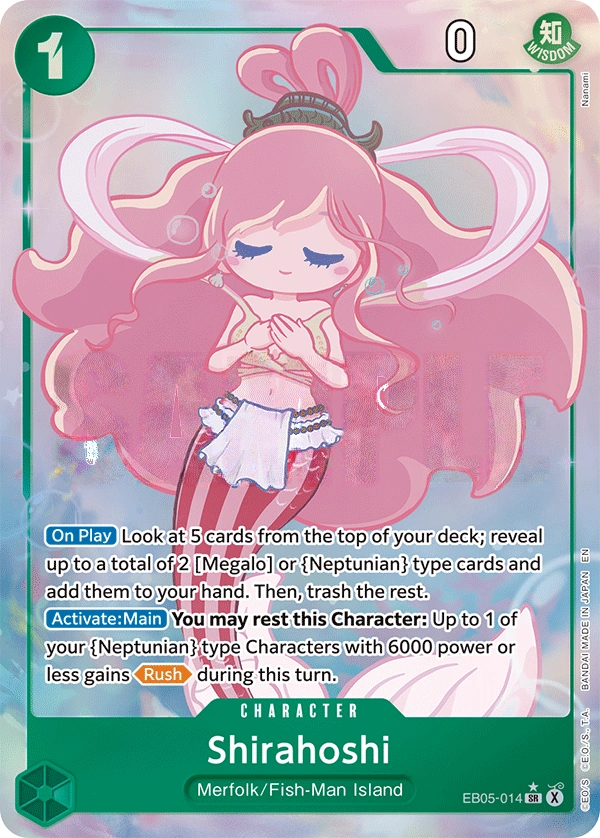 1
0
知
WISDOM
Nanami
SAMPLE
On Play Look at 5 cards from the top of your deck; reveal
up to a total of 2 [Megalo] or {Neptunian} type cards and
add them to your hand. Then, trash the rest.
Activate:Main You may rest this Character: Up to 1 of
your {Neptunian} type Characters with 6000 power or
less gains Rush during this turn.
CHARACTER
Shirahoshi
Merfolk/Fish-Man Island
EB05-014 ★ SR X
©EO/S ©E.O./S., T.A. BANDAI MADE IN JAPAN EN